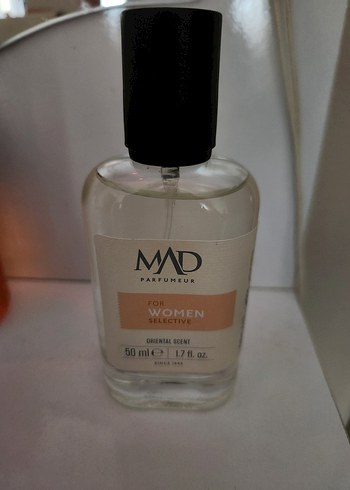 MAD
PARFUMEUR
FOR
WOMEN
SELECTIVE
ORIENTAL SCENT
50 ml ℮ 1.7 fl. oz.